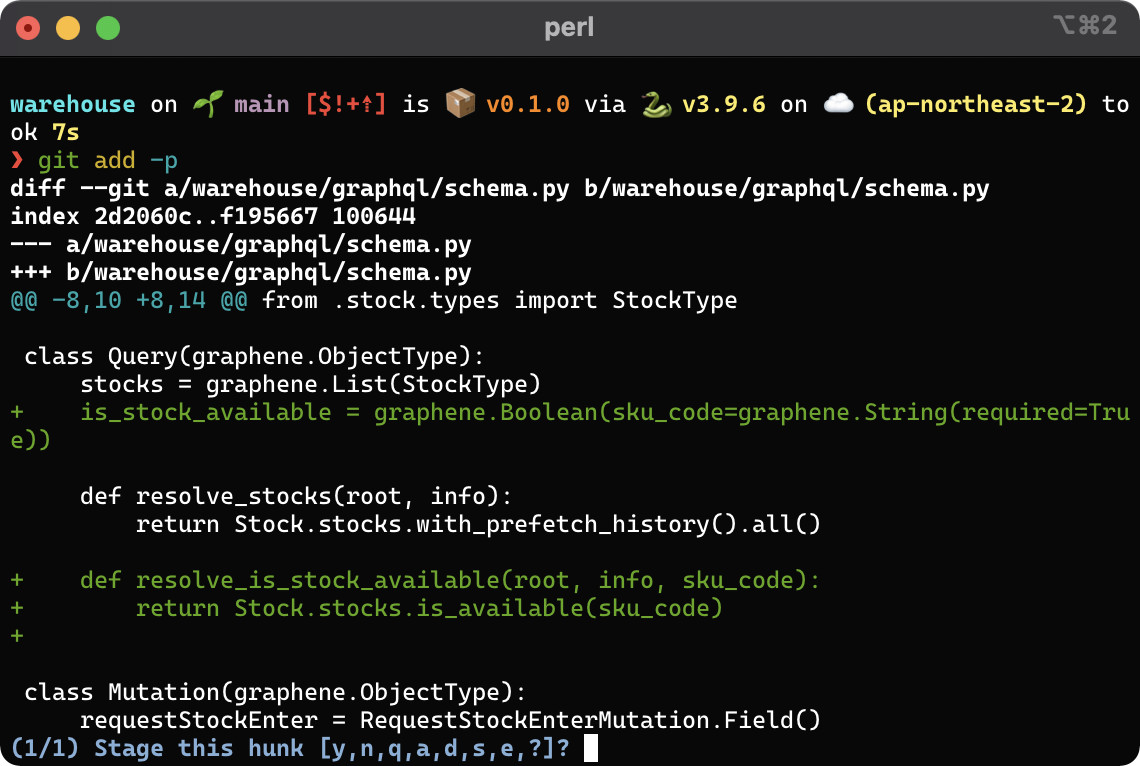 perl
⌥⌘2
warehouse on 🌱 main [$!+⇡] is 📦 v0.1.0 via 🐍 v3.9.6 on ☁️ (ap-northeast-2) to
ok 7s
❯ git add -p
diff --git a/warehouse/graphql/schema.py b/warehouse/graphql/schema.py
index 2d2060c..f195667 100644
--- a/warehouse/graphql/schema.py
+++ b/warehouse/graphql/schema.py
@@ -8,10 +8,14 @@ from .stock.types import StockType
 class Query(graphene.ObjectType):
     stocks = graphene.List(StockType)
+    is_stock_available = graphene.Boolean(sku_code=graphene.String(required=Tru
e))
     def resolve_stocks(root, info):
         return Stock.stocks.with_prefetch_history().all()
+    def resolve_is_stock_available(root, info, sku_code):
+        return Stock.stocks.is_available(sku_code)
+
 class Mutation(graphene.ObjectType):
     requestStockEnter = RequestStockEnterMutation.Field()
(1/1) Stage this hunk [y,n,q,a,d,s,e,?]?